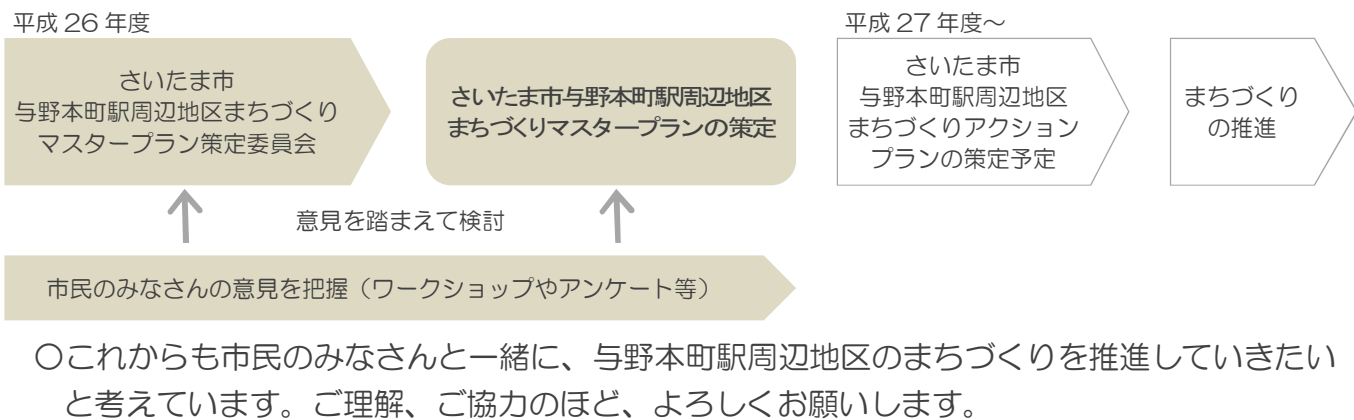 平成 26 年度
さいたま市
与野本町駅周辺地区まちづくり
マスタープラン策定委員会
さいたま市与野本町駅周辺地区
まちづくりマスタープランの策定
平成 27 年度～
さいたま市
与野本町駅周辺地区
まちづくりアクション
プランの策定予定
まちづくり
の推進
意見を踏まえて検討
市民のみなさんの意見を把握（ワークショップやアンケート等）
○これからも市民のみなさんと一緒に、与野本町駅周辺地区のまちづくりを推進していきたい
と考えています。ご理解、ご協力のほど、よろしくお願いします。